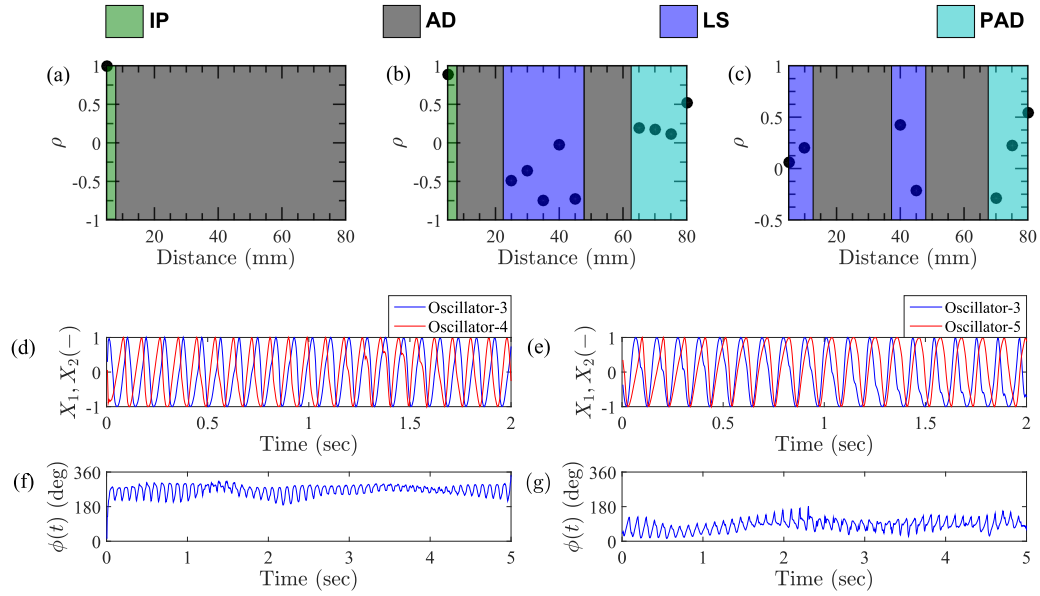 IP AD LS PAD
(a) (b) (c)
1 0.5 0 -0.5 -1
ρ
20 40 60 80
Distance (mm)
1 0.5 0 -0.5 -1
ρ
20 40 60 80
Distance (mm)
1 0.5 0 -0.5
ρ
20 40 60 80
Distance (mm)
(d)
Oscillator-3
Oscillator-4
1 0 -1
X1, X2(−)
0 0.5 1 1.5 2
Time (sec)
(e)
Oscillator-3
Oscillator-5
1 0 -1
X1, X2(−)
0 0.5 1 1.5 2
Time (sec)
(f)
360 180 0
ϕ(t) (deg)
0 1 2 3 4 5
Time (sec)
(g)
360 180 0
ϕ(t) (deg)
0 1 2 3 4 5
Time (sec)